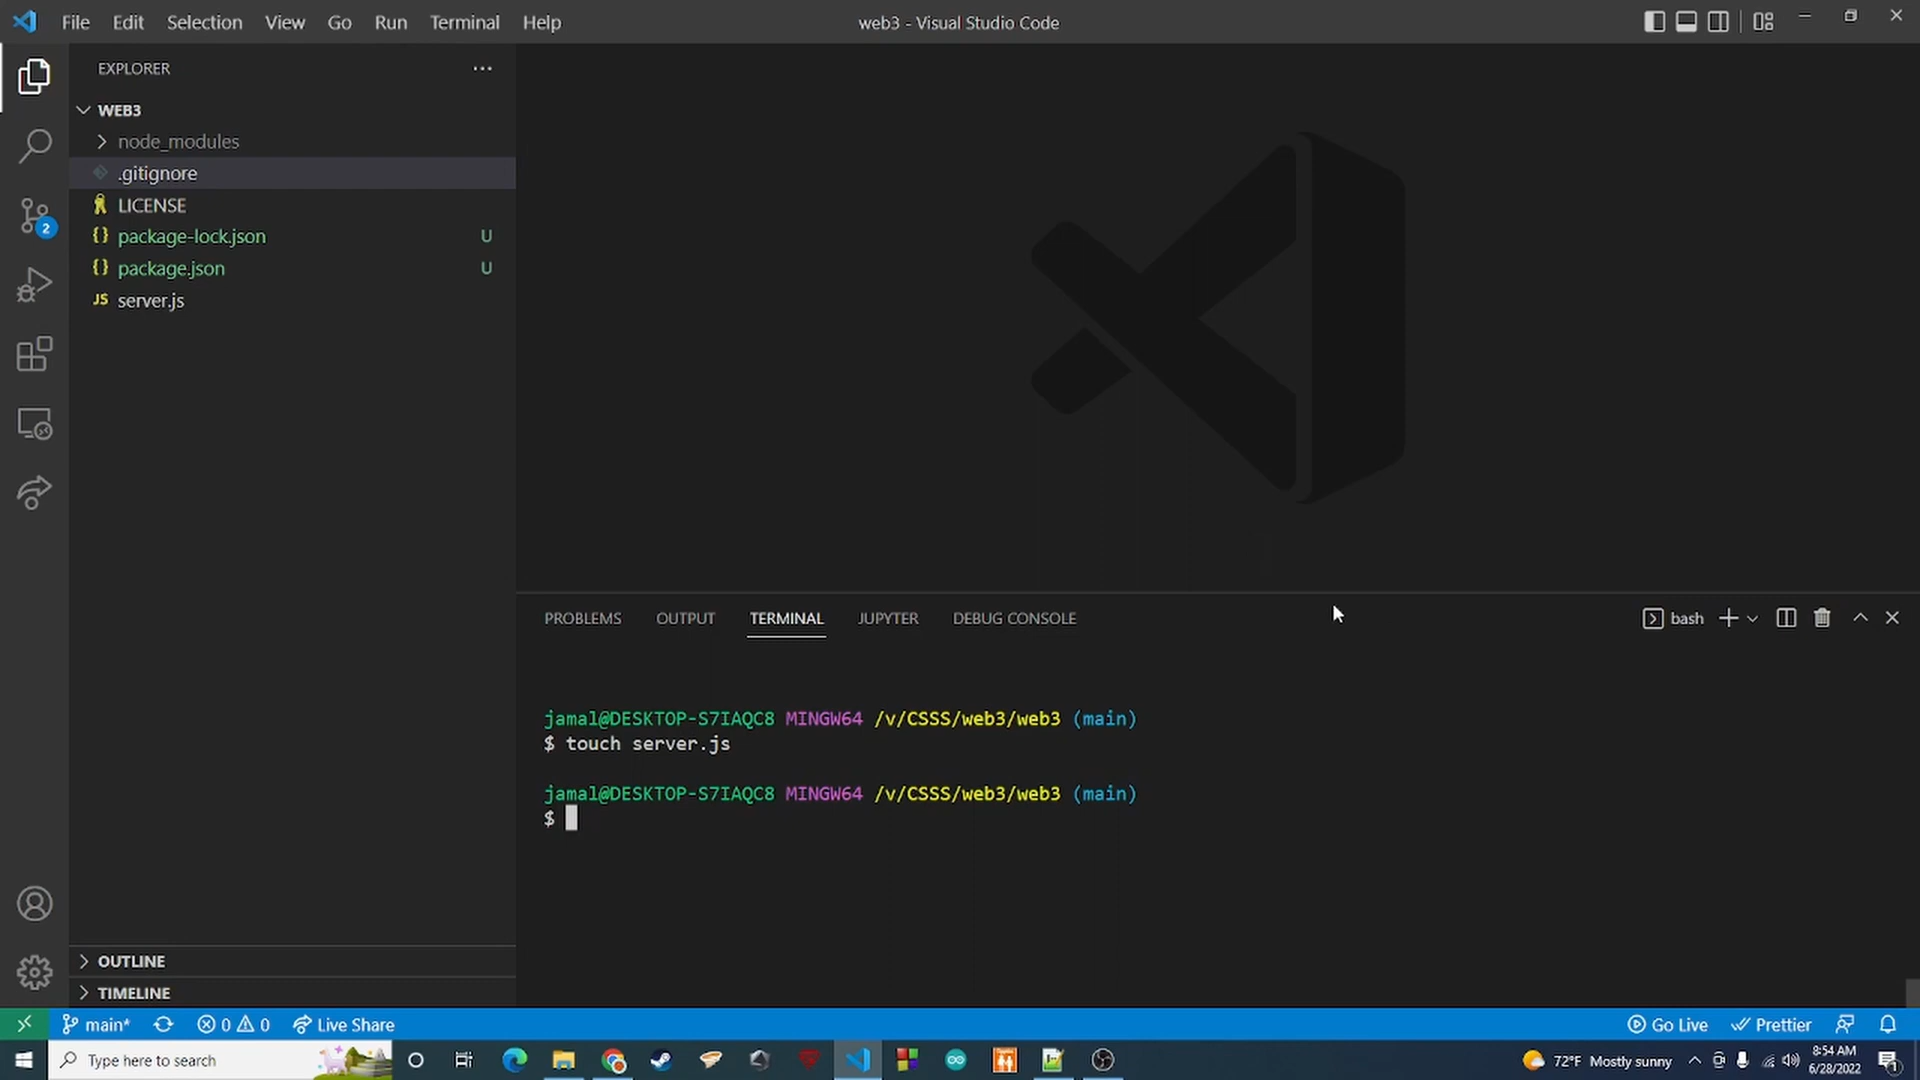 File Edit Selection View Go Run Terminal Help
web3 - Visual Studio Code
EXPLORER
WEB3
node_modules
.gitignore
LICENSE
package-lock.json U
package.json U
server.js
2
OUTLINE
TIMELINE
PROBLEMS OUTPUT TERMINAL JUPYTER DEBUG CONSOLE
bash
jamal@DESKTOP-S7IAQC8 MINGW64 /v/CSSS/web3/web3 (main)
$ touch server.js
jamal@DESKTOP-S7IAQC8 MINGW64 /v/CSSS/web3/web3 (main)
$
main* 0 0 Live Share
Go Live Prettier
Type here to search
72°F Mostly sunny
8:54 AM
6/28/2022
1